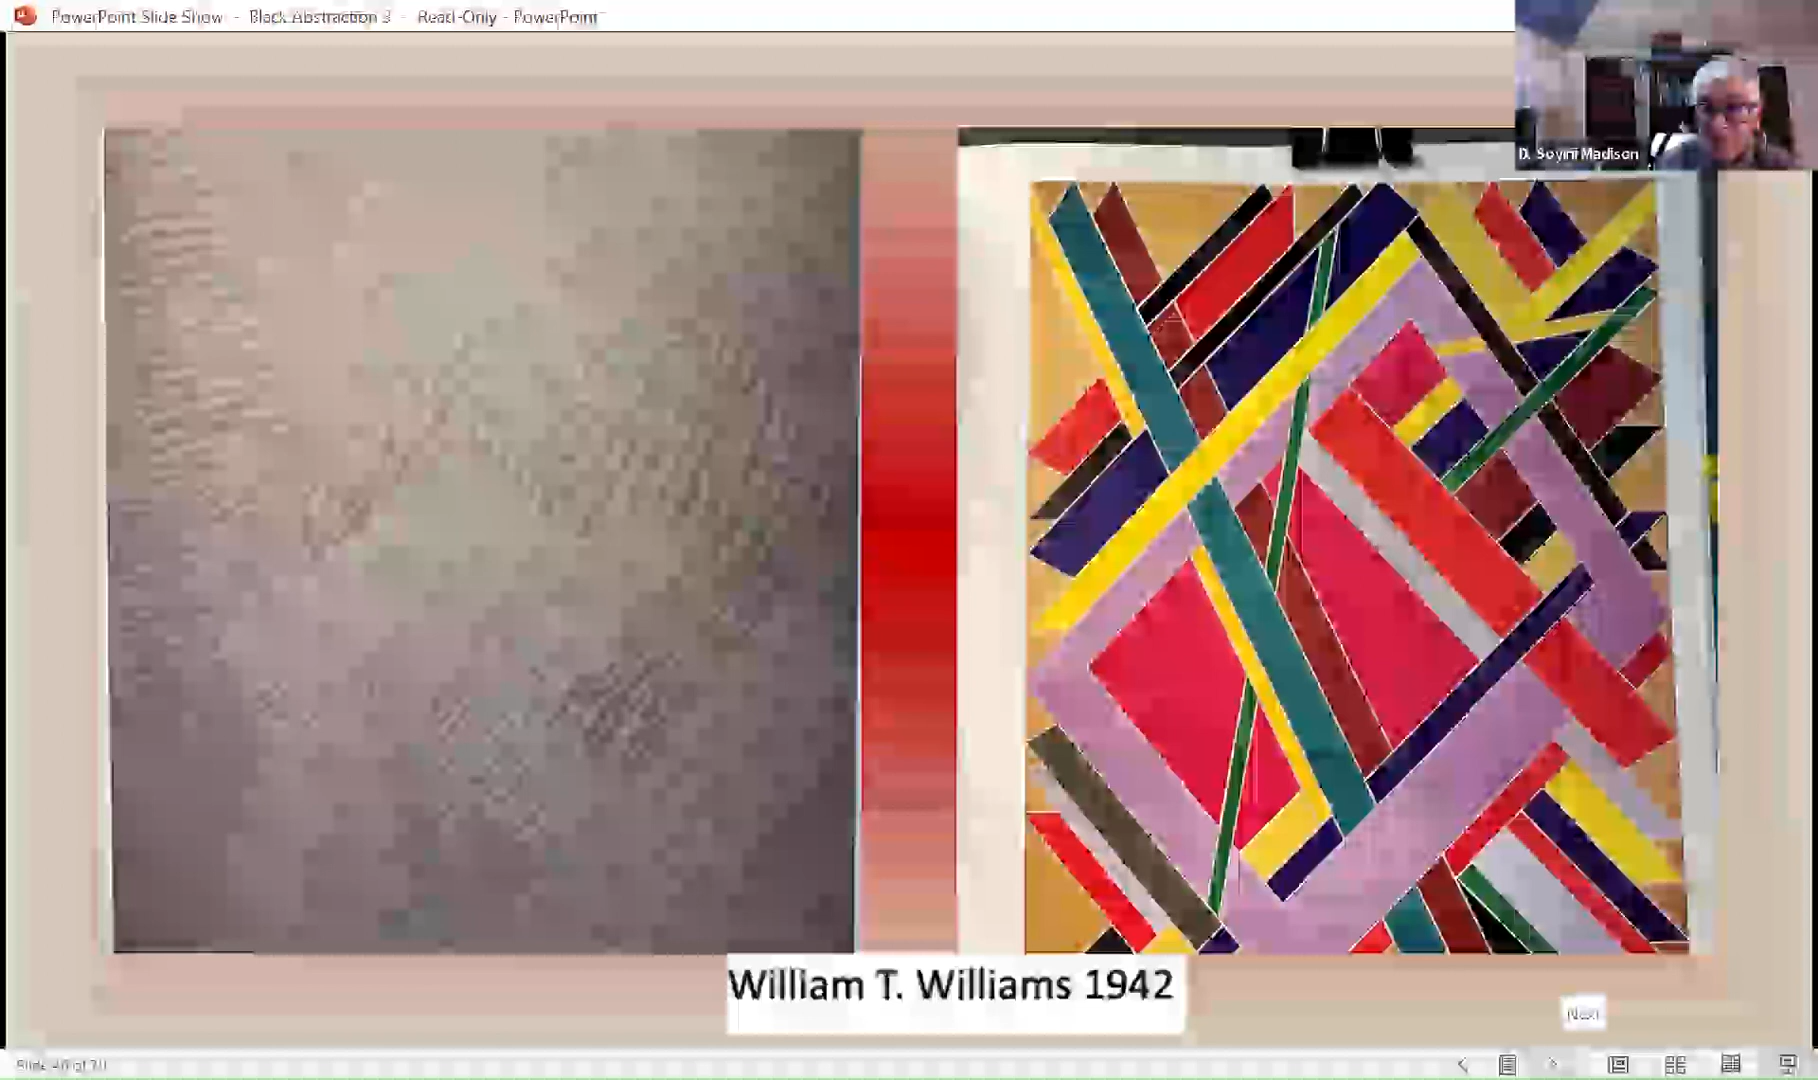 PowerPoint Slide Show - Black Abstraction 3 - Read-Only - PowerPoint
D. Soyini Madison
William T. Williams 1942
Next